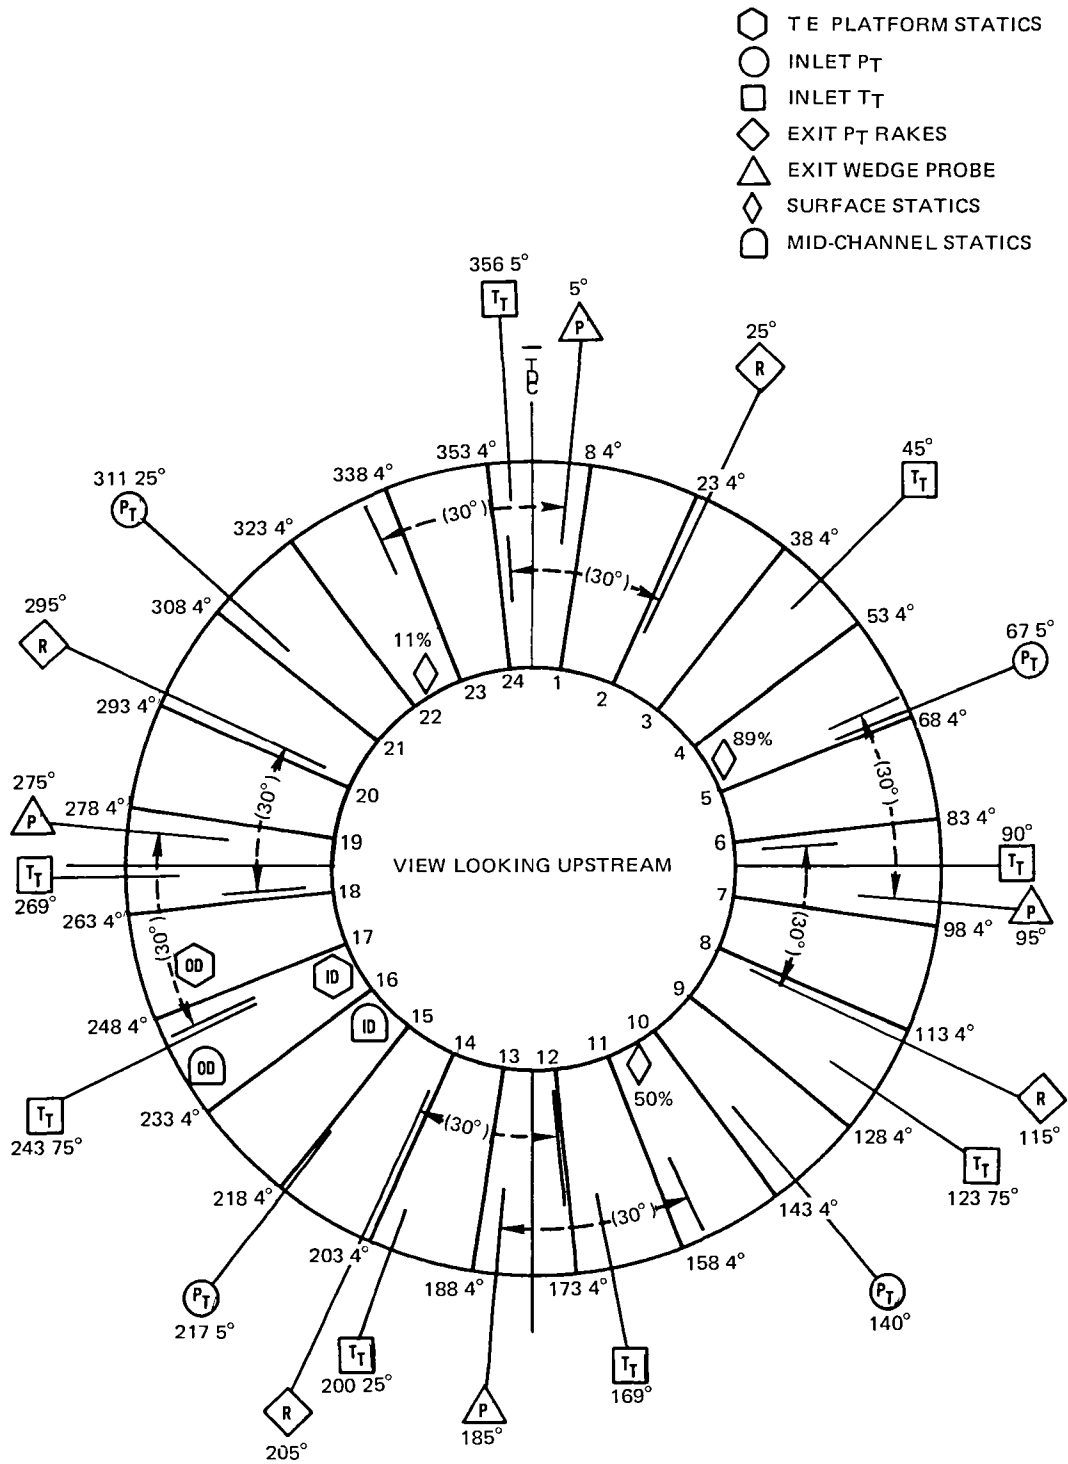 T E PLATFORM STATICS
INLET PT
INLET TT
EXIT PT RAKES
EXIT WEDGE PROBE
SURFACE STATICS
MID-CHANNEL STATICS
356 5°
TT
5°
P
25°
R
TDC
45°
TT
353 4°
8 4°
338 4°
23 4°
311 25°
PT
(30°)
323 4°
38 4°
(30°)
308 4°
53 4°
295°
R
11%
67 5°
PT
293 4°
24
1
23
2
22
3
68 4°
21
4
89%
275°
P
278 4°
(30°)
20
5
(30°)
83 4°
19
6
90°
TT
VIEW LOOKING UPSTREAM
TT
269°
18
7
P
95°
263 4°
98 4°
(30°)
17
8
(30°)
OD
ID
16
9
248 4°
ID
15
10
113 4°
14
13
12
11
OD
50%
R
115°
TT
243 75°
233 4°
(30°)
128 4°
TT
123 75°
218 4°
(30°)
143 4°
203 4°
188 4°
173 4°
158 4°
PT
217 5°
PT
140°
TT
200 25°
TT
169°
R
205°
P
185°